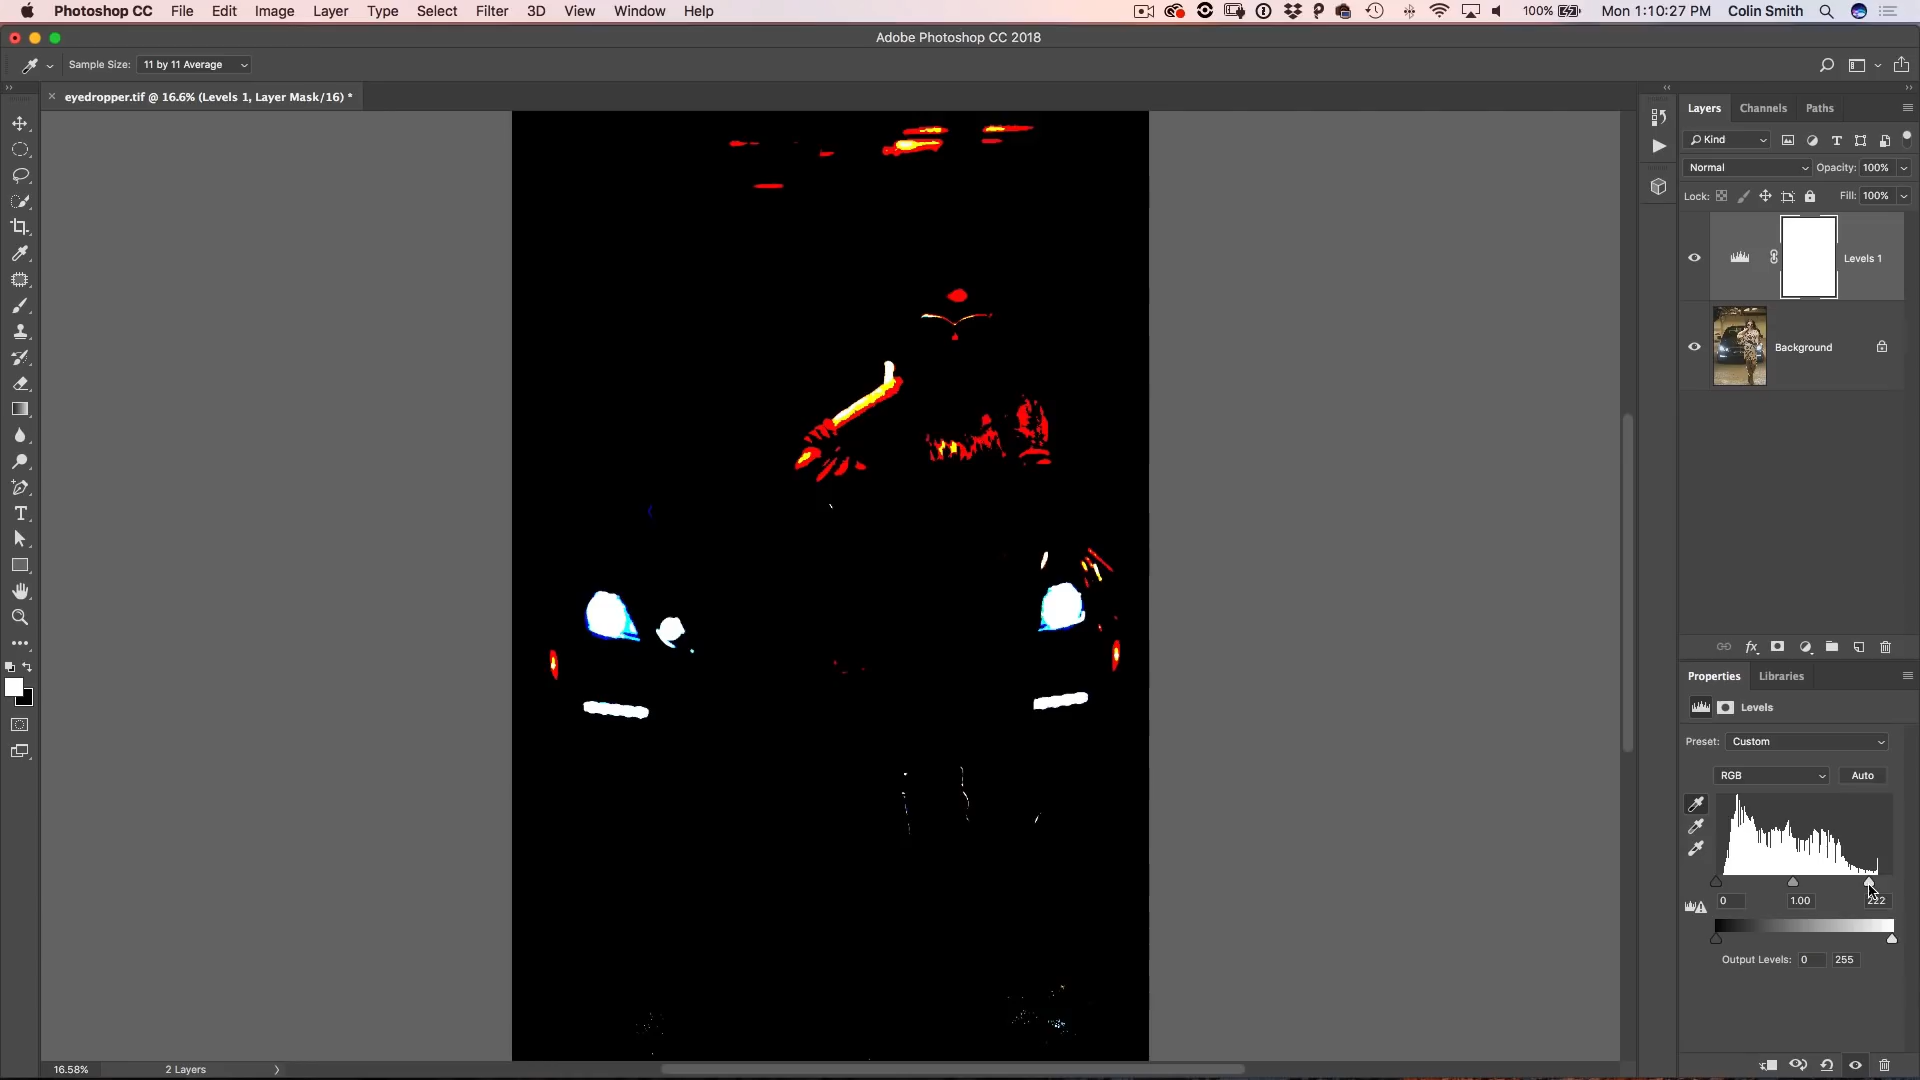 Photoshop CC File Edit Image Layer Type Select Filter 3D View Window Help 100% Mon 1:10:27 PM Colin Smith
Adobe Photoshop CC 2018
Sample Size: 11 by 11 Average
eyedropper.tif @ 16.6% (Levels 1, Layer Mask/16) *
Layers Channels Paths
Kind
Normal Opacity: 100%
Lock: Fill: 100%
Levels 1
Background
Properties Libraries
Levels
Preset: Custom
RGB Auto
0 1.00 222
Output Levels: 0 255
16.58% 2 Layers